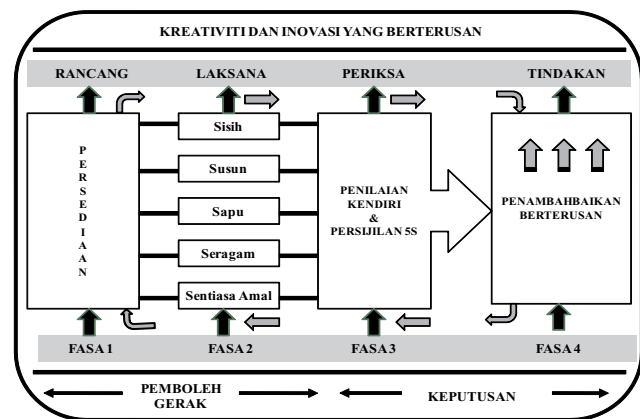 KREATIVITI DAN INOVASI YANG BERTERUSAN
RANCANG LAKSANA PERIKSA TINDAKAN
PERSEDIAAN
Sisih
Susun
Sapu
Seragam
Sentiasa Amal
PENILAIAN
KENDIRI
&
PERSIJILAN 5S
PENAMBAHBAIKAN
BERTERUSAN
FASA 1 FASA 2 FASA 3 FASA 4
PEMBOLEH
GERAK
KEPUTUSAN